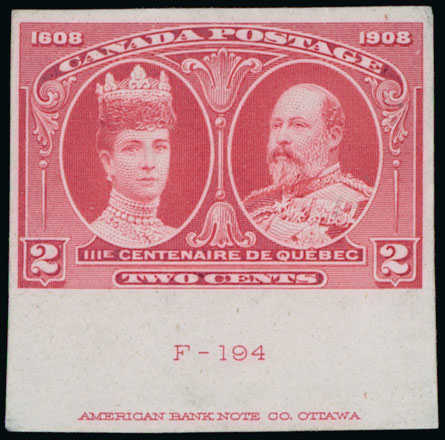 1608 1908
CANADA POSTAGE
2 2
IIIE CENTENAIRE DE QUÉBEC
TWO CENTS
F-194
AMERICAN BANK NOTE CO. OTTAWA